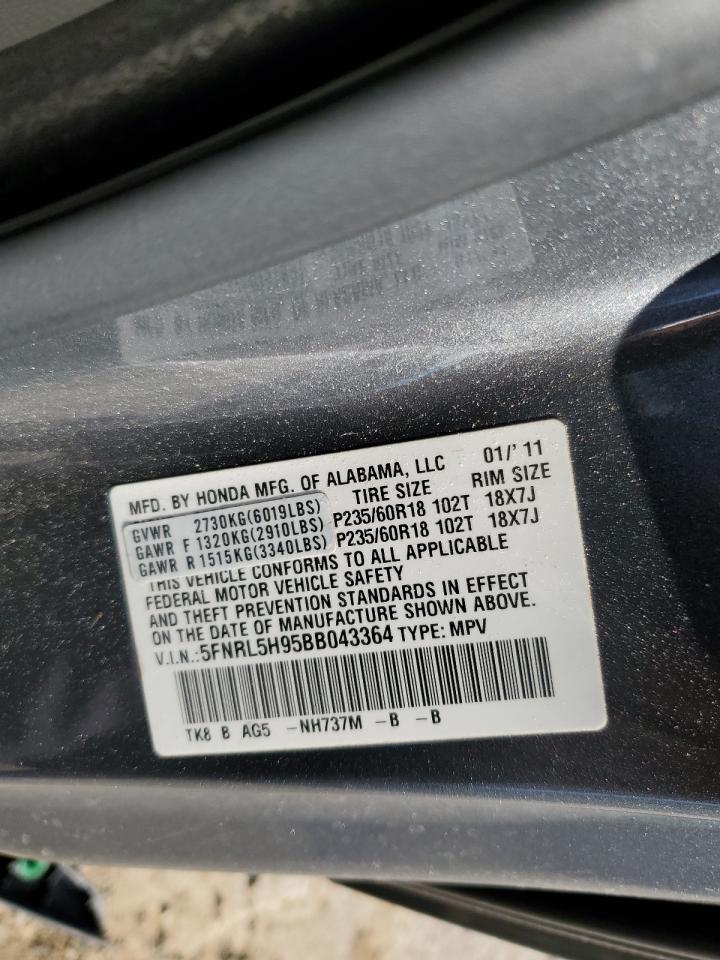 MFD. BY HONDA MFG. OF ALABAMA, LLC 01/'11
TIRE SIZE RIM SIZE
GVWR 2730KG(6019LBS)
GAWR F 1320KG(2910LBS) P235/60R18 102T 18X7J
GAWR R 1515KG(3340LBS) P235/60R18 102T 18X7J
THIS VEHICLE CONFORMS TO ALL APPLICABLE
FEDERAL MOTOR VEHICLE SAFETY
AND THEFT PREVENTION STANDARDS IN EFFECT
ON THE DATE OF MANUFACTURE SHOWN ABOVE.
V.I.N.:5FNRL5H95BB043364 TYPE: MPV
TK8 B AG5 -NH737M -B -B